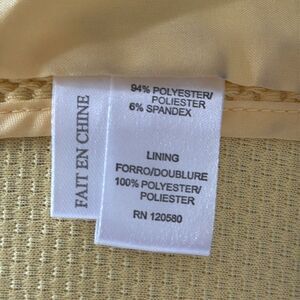 FAIT EN CHINE
94% POLYESTER/
POLIESTER
6% SPANDEX
LINING
FORRO/DOUBLURE
100% POLYESTER/
POLIESTER
RN 120580